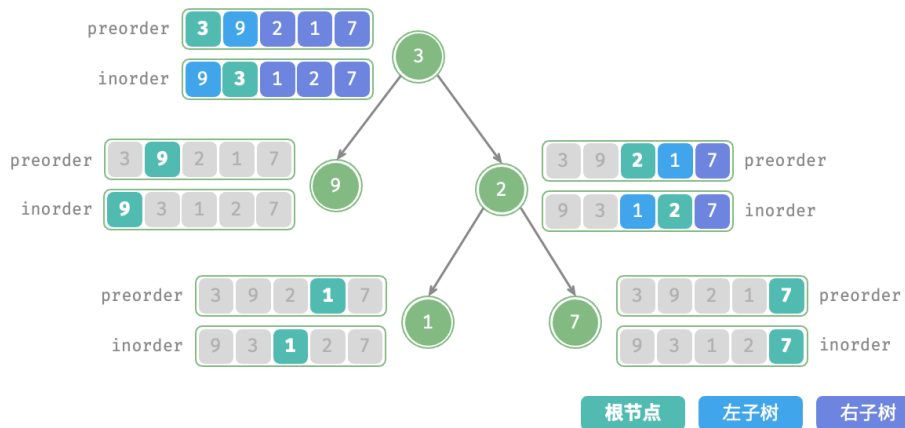 preorder 3 9 2 1 7
3
inorder 9 3 1 2 7
preorder 3 9 2 1 7
9
inorder 9 3 1 2 7
2
3 9 2 1 7 preorder
9 3 1 2 7 inorder
preorder 3 9 2 1 7
1
inorder 9 3 1 2 7
7
3 9 2 1 7 preorder
9 3 1 2 7 inorder
根节点 左子树 右子树